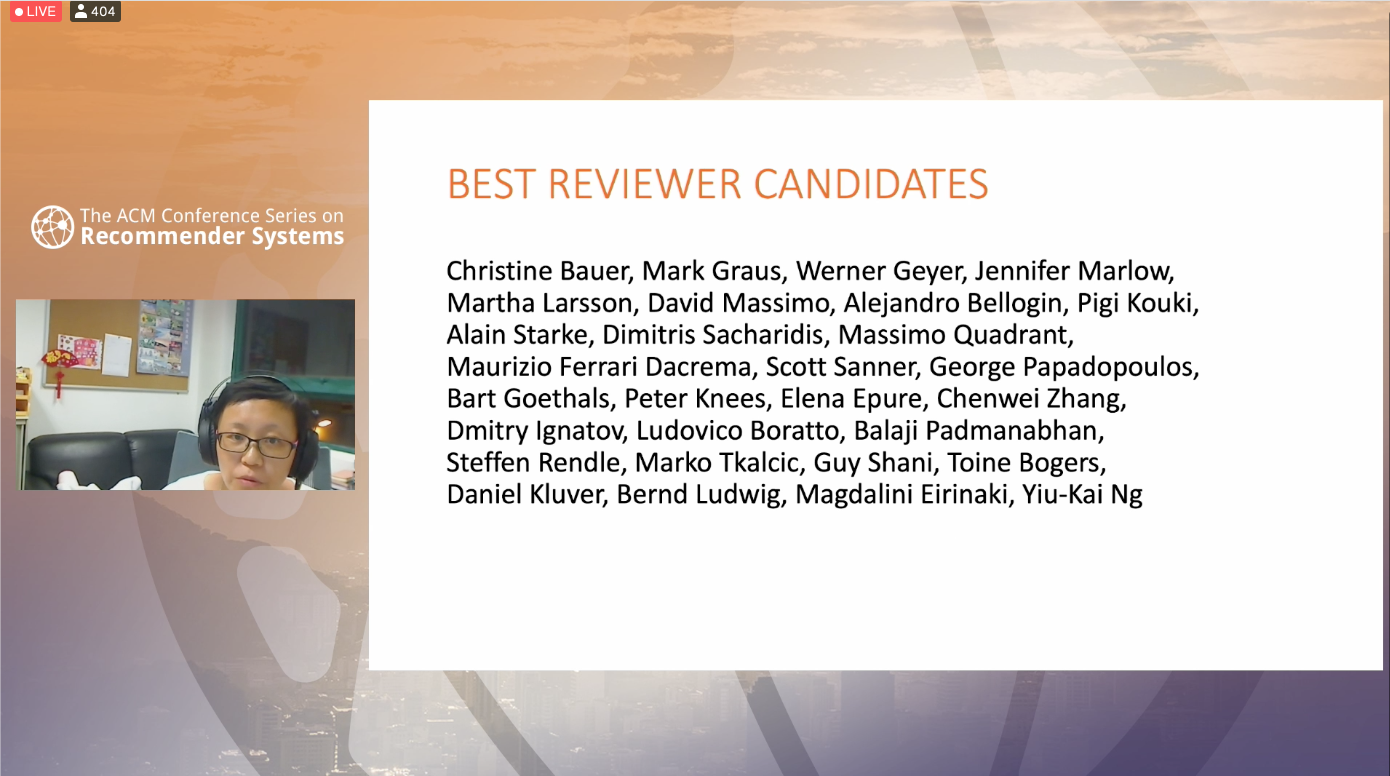 LIVE
404
The ACM Conference Series on
Recommender Systems
BEST REVIEWER CANDIDATES
Christine Bauer, Mark Graus, Werner Geyer, Jennifer Marlow,
Martha Larsson, David Massimo, Alejandro Bellogin, Pigi Kouki,
Alain Starke, Dimitris Sacharidis, Massimo Quadrant,
Maurizio Ferrari Dacrema, Scott Sanner, George Papadopoulos,
Bart Goethals, Peter Knees, Elena Epure, Chenwei Zhang,
Dmitry Ignatov, Ludovico Boratto, Balaji Padmanabhan,
Steffen Rendle, Marko Tkalcic, Guy Shani, Toine Bogers,
Daniel Kluver, Bernd Ludwig, Magdalini Eirinaki, Yiu-Kai Ng